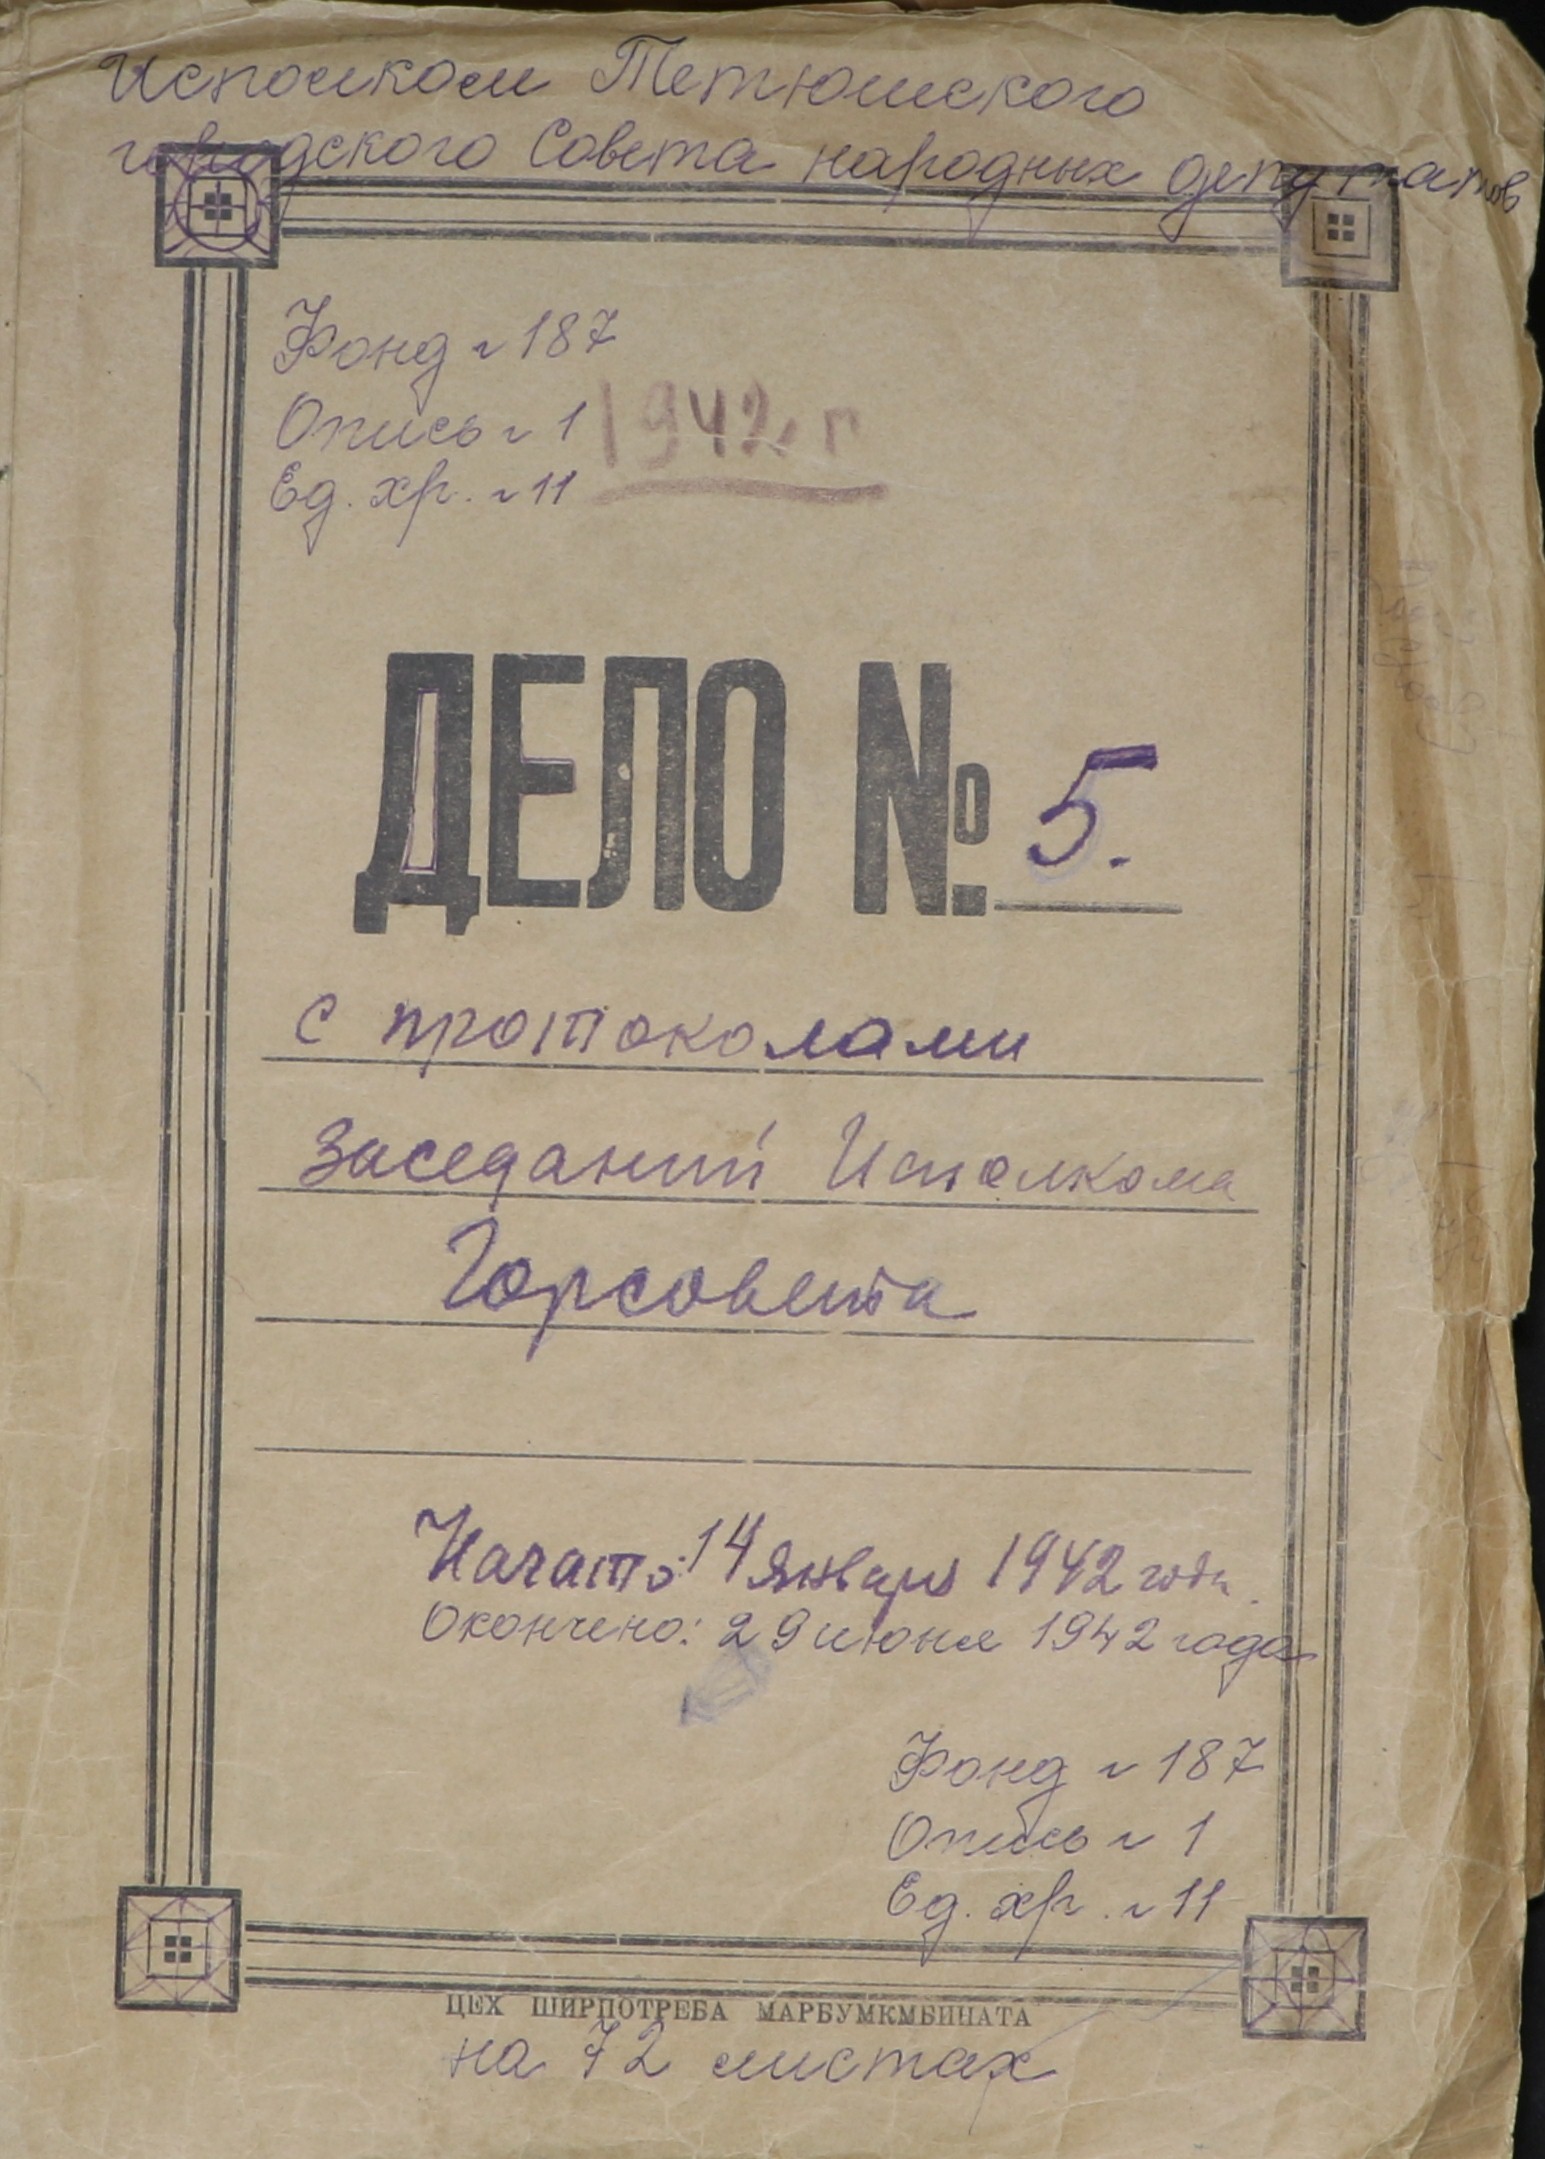 Исполком Тетюшского
городского Совета народных депутатов
Фонд № 187
Опись № 1
1942 г
Ед. хр. № 11
ДЕЛО № 5.
с протоколами
заседаний Исполкома
Горсовета
Начато: 14 января 1942 года.
Окончено: 29 июня 1942 года
Фонд № 187
Опись № 1
Ед. хр. № 11
ЦЕХ ШИРПОТРЕБА МАРБУМКМБИНАТА
на 72 листах